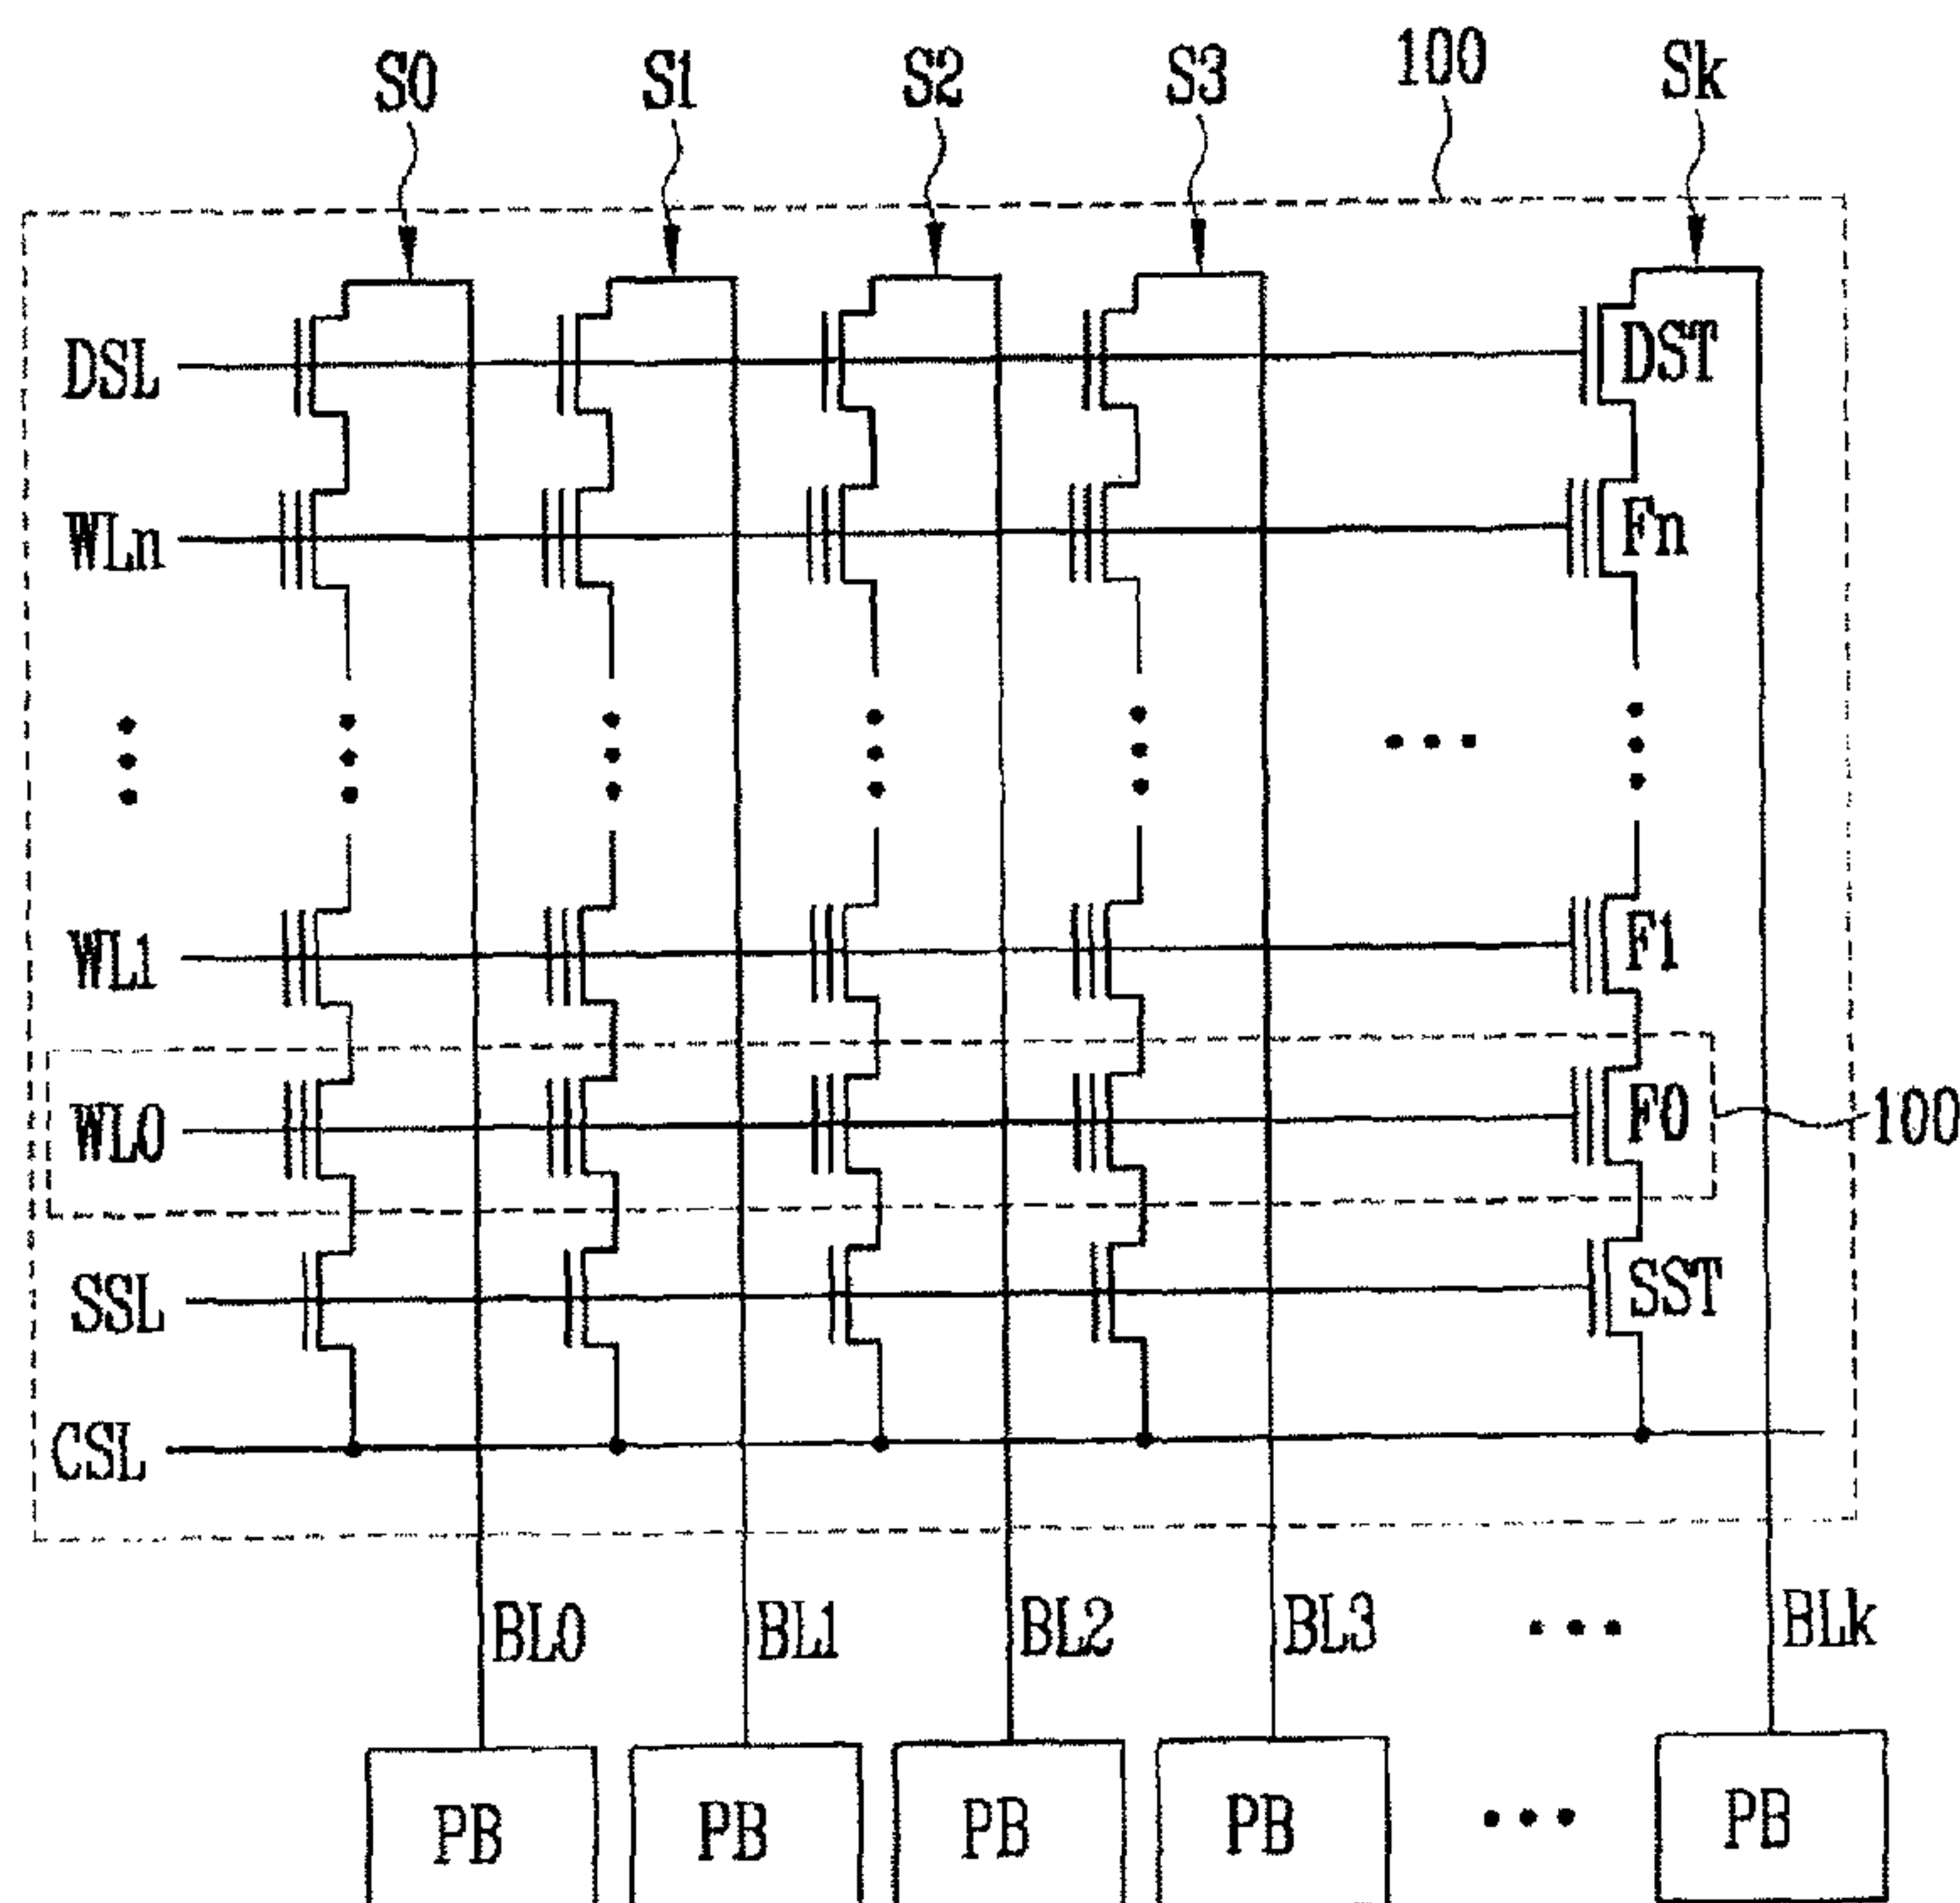 S0 S1 S2 S3 100 Sk
DSL DST
WLn Fn
WL1 F1
WL0 F0 100
SSL SST
CSL
BL0 BL1 BL2 BL3 BLk
PB PB PB PB PB